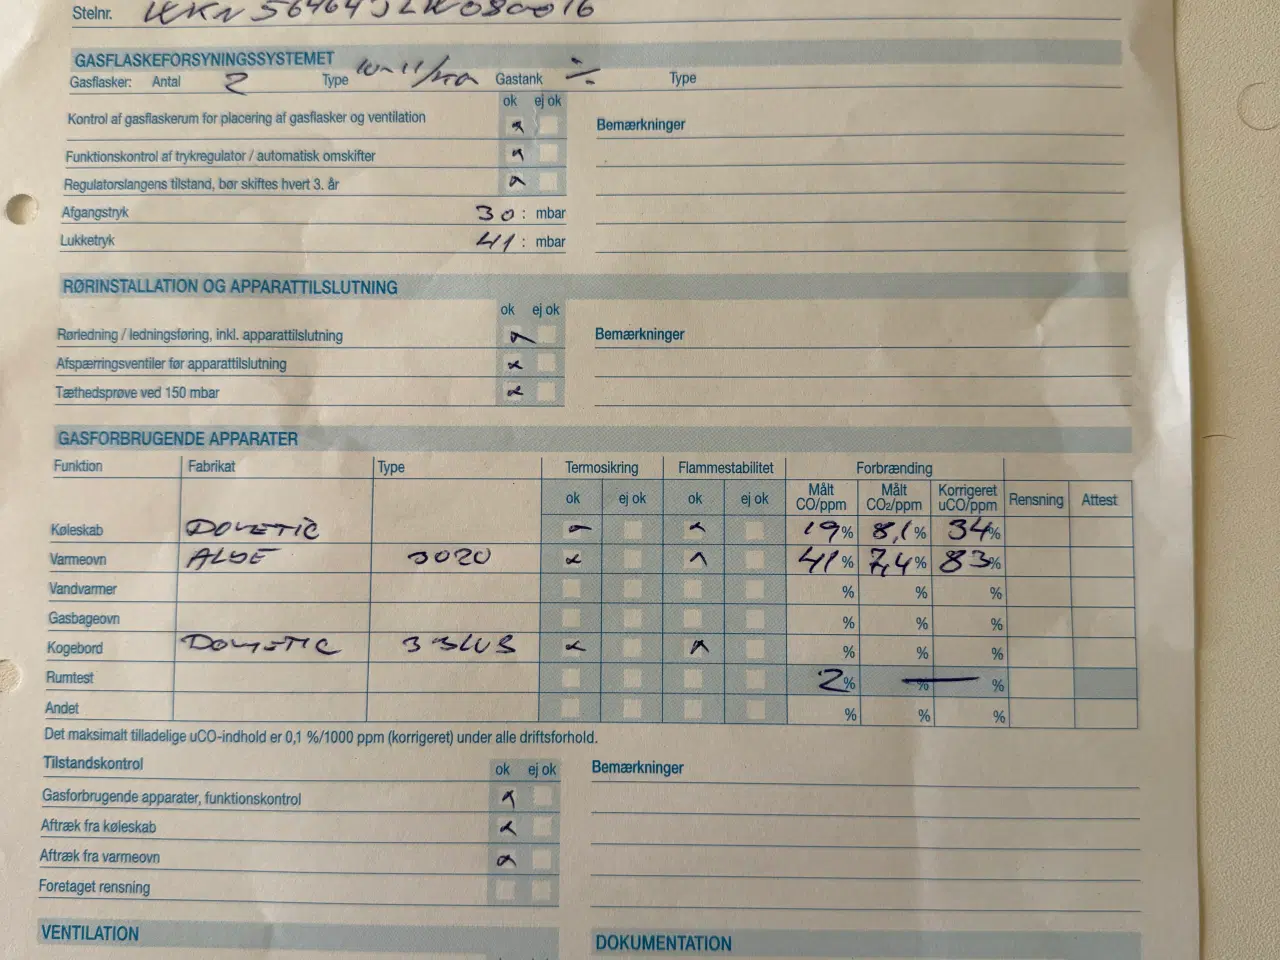 Stelnr.
GASFLASKEFORSYNINGSSYSTEMET
Gasflasker: Antal 2 Type Gastank ÷ Type
ok ej ok
Kontrol af gasflaskerum for placering af gasflasker og ventilation
Bemærkninger
Funktionskontrol af trykregulator / automatisk omskifter
Regulatorslangens tilstand, bør skiftes hvert 3. år
Afgangstryk 30 : mbar
Lukketryk 41 : mbar
RØRINSTALLATION OG APPARATTILSLUTNING
ok ej ok
Rørledning / ledningsføring, inkl. apparattilslutning
Bemærkninger
Afspærringsventiler før apparattilslutning
Tæthedsprøve ved 150 mbar
GASFORBRUGENDE APPARATER
Funktion Fabrikat Type Termosikring Flammestabilitet Forbrænding
ok ej ok ok ej ok Målt CO/ppm Målt CO2/ppm Korrigeret uCO/ppm Rensning Attest
Køleskab DOMETIC 19% 8,1% 34%
Varmeovn ALDE 3020 41% 7,4% 83%
Vandvarmer % % %
Gasbageovn % % %
Kogebord DOMETIC % % %
Rumtest 2% % %
Andet % % %
Det maksimalt tilladelige uCO-indhold er 0,1 %/1000 ppm (korrigeret) under alle driftsforhold.
Tilstandskontrol ok ej ok Bemærkninger
Gasforbrugende apparater, funktionskontrol
Aftræk fra køleskab
Aftræk fra varmeovn
Foretaget rensning
VENTILATION
DOKUMENTATION